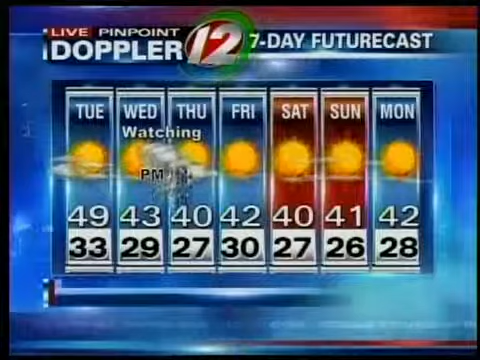 LIVE PINPOINT
DOPPLER 12 7-DAY FUTURECAST
TUE WED THU FRI SAT SUN MON
Watching
PM
49 43 40 42 40 41 42
33 29 27 30 27 26 28